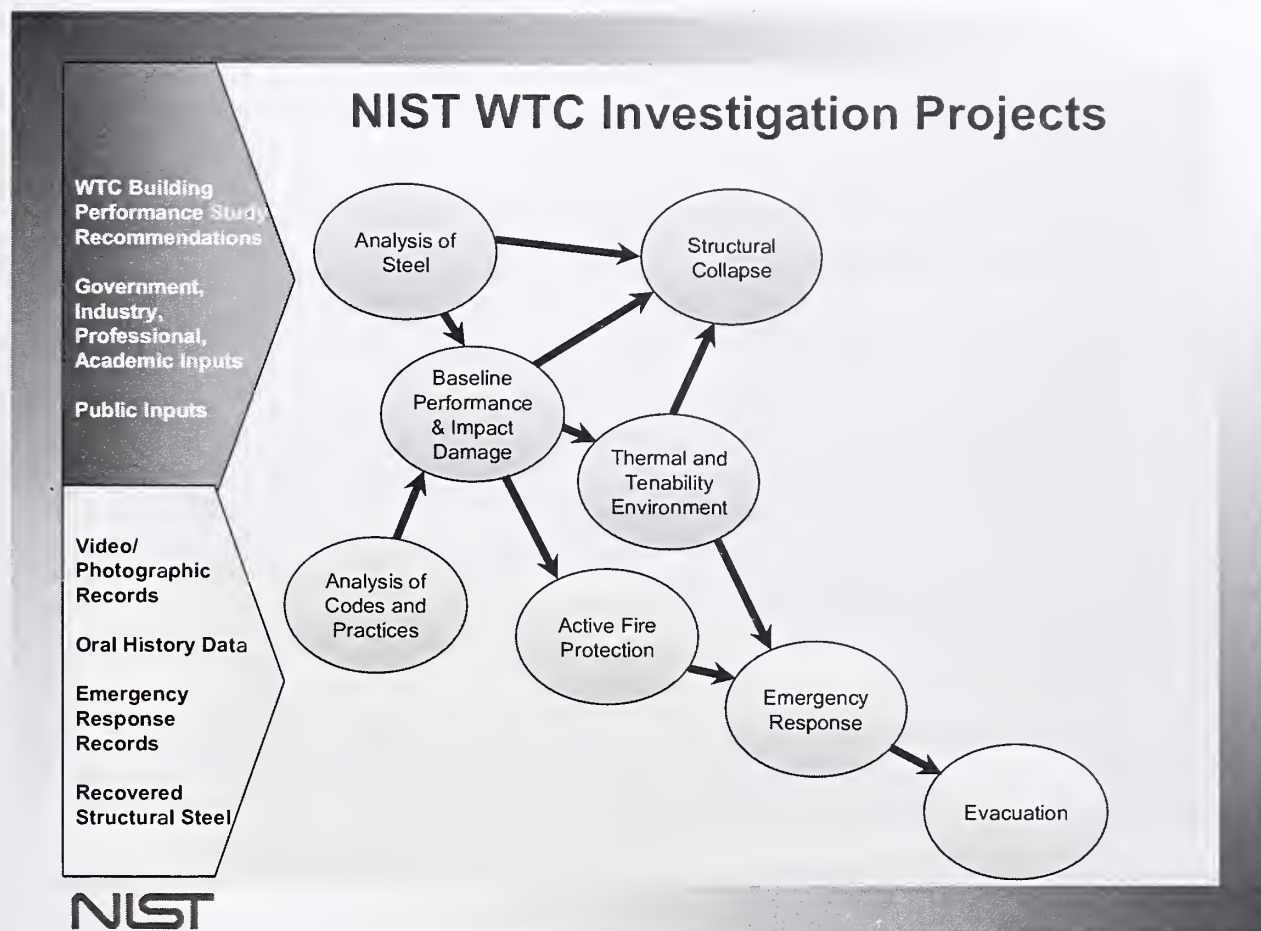 NIST WTC Investigation Projects
WTC Building
Performance Study
Recommendations
Government,
Industry,
Professional,
Academic Inputs
Public Inputs
Video/
Photographic
Records
Oral History Data
Emergency
Response
Records
Recovered
Structural Steel
Analysis of
Steel
Structural
Collapse
Baseline
Performance
& Impact
Damage
Thermal and
Tenability
Environment
Analysis of
Codes and
Practices
Active Fire
Protection
Emergency
Response
Evacuation
NIST